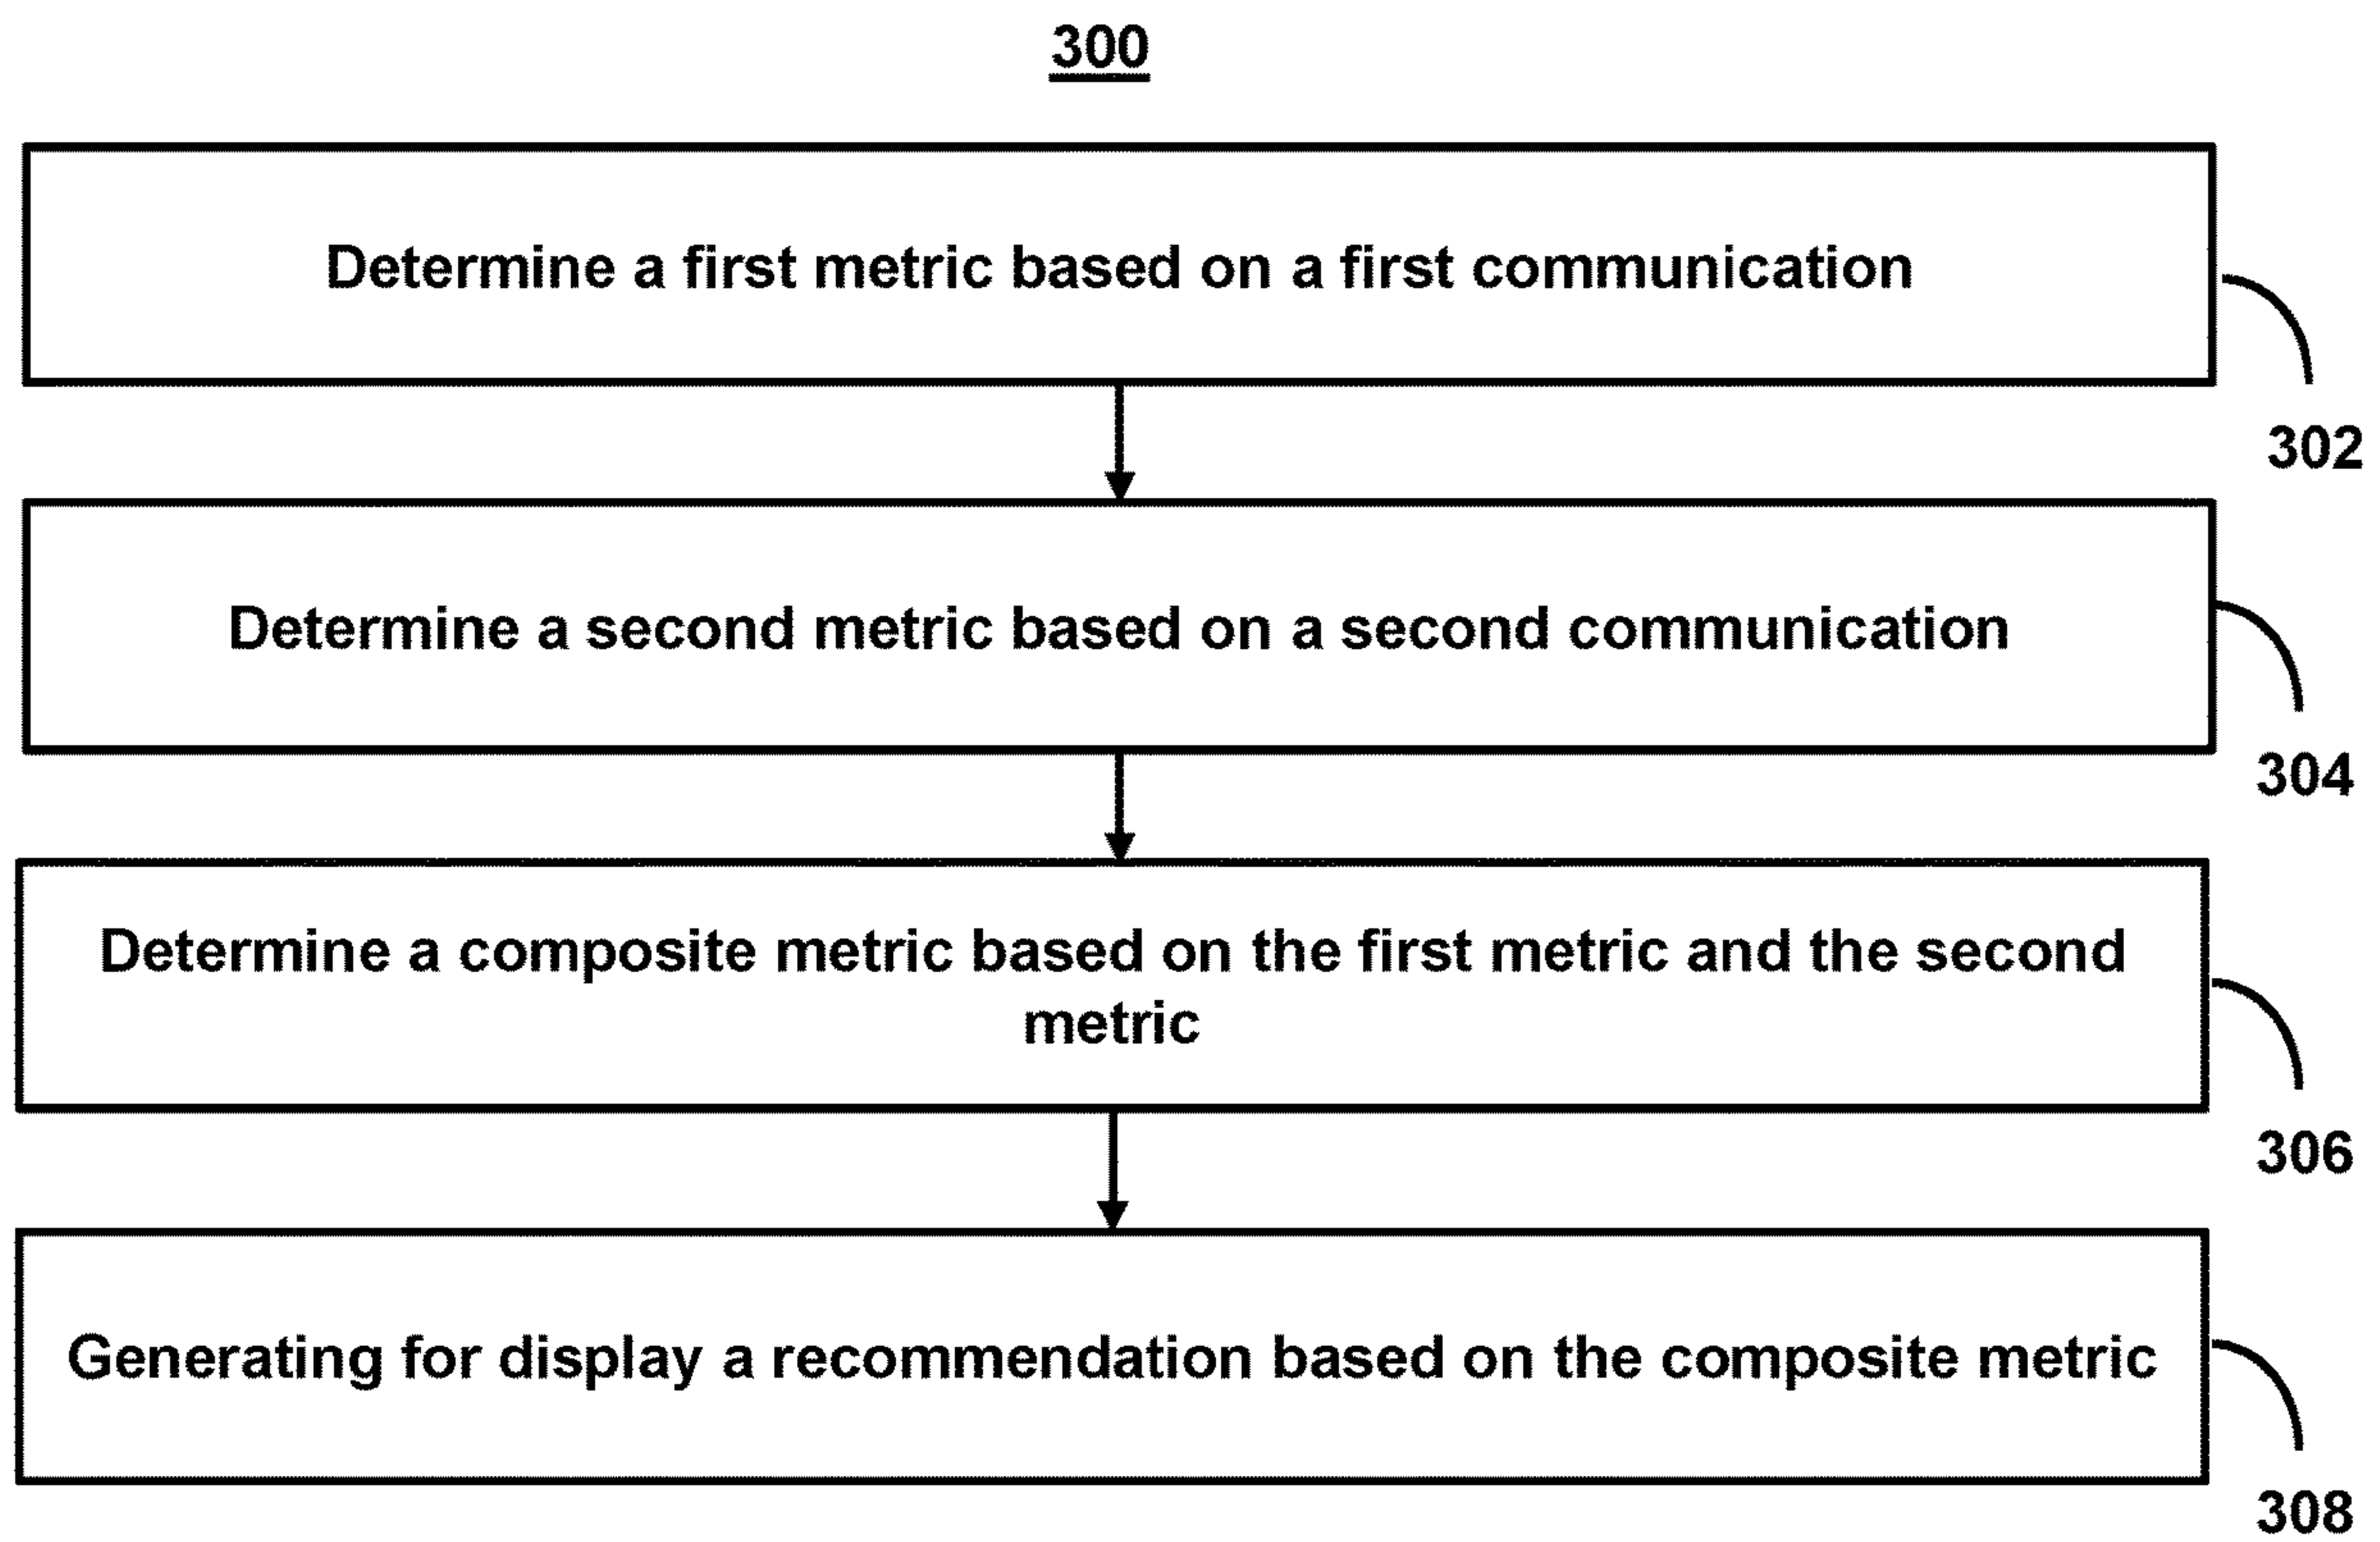 300
Determine a first metric based on a first communication
302
Determine a second metric based on a second communication
304
Determine a composite metric based on the first metric and the second
metric
306
Generating for display a recommendation based on the composite metric
308